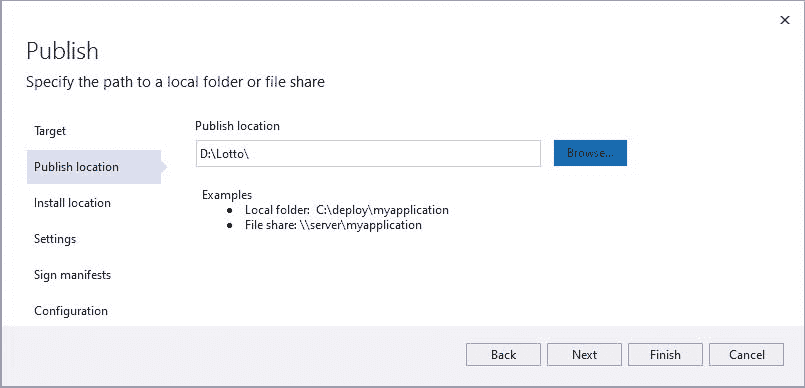 Publish
Specify the path to a local folder or file share
Target
Publish location
Install location
Settings
Sign manifests
Configuration
Publish location
D:\Lotto\
Browse...
Examples
● Local folder: C:\deploy\myapplication
● File share: \\server\myapplication
Back
Next
Finish
Cancel